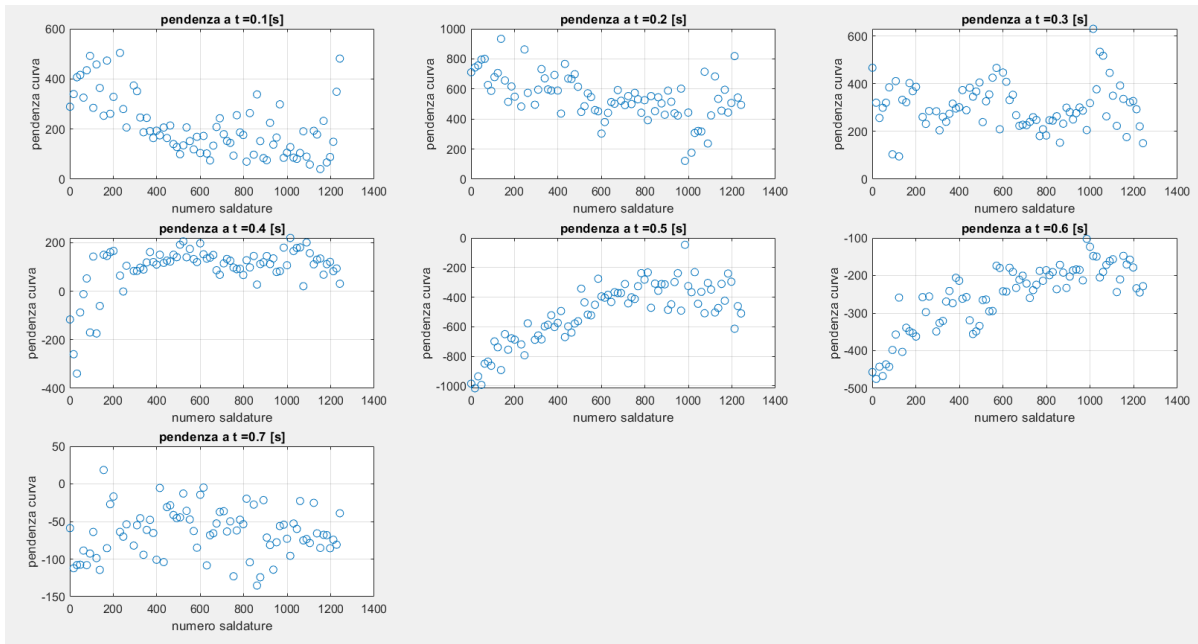 pendenza a t =0.1[s]
600
400
200
0
pendenza curva
0 200 400 600 800 1000 1200 1400
numero saldature
pendenza a t =0.2 [s]
1000
800
600
400
200
0
pendenza curva
0 200 400 600 800 1000 1200 1400
numero saldature
pendenza a t =0.3 [s]
600
400
200
0
pendenza curva
0 200 400 600 800 1000 1200 1400
numero saldature
pendenza a t =0.4 [s]
200
0
-200
-400
pendenza curva
0 200 400 600 800 1000 1200 1400
numero saldature
pendenza a t =0.5 [s]
0
-200
-400
-600
-800
-1000
pendenza curva
0 200 400 600 800 1000 1200 1400
numero saldature
pendenza a t =0.6 [s]
-100
-200
-300
-400
-500
pendenza curva
0 200 400 600 800 1000 1200 1400
numero saldature
pendenza a t =0.7 [s]
50
0
-50
-100
-150
pendenza curva
0 200 400 600 800 1000 1200 1400
numero saldature